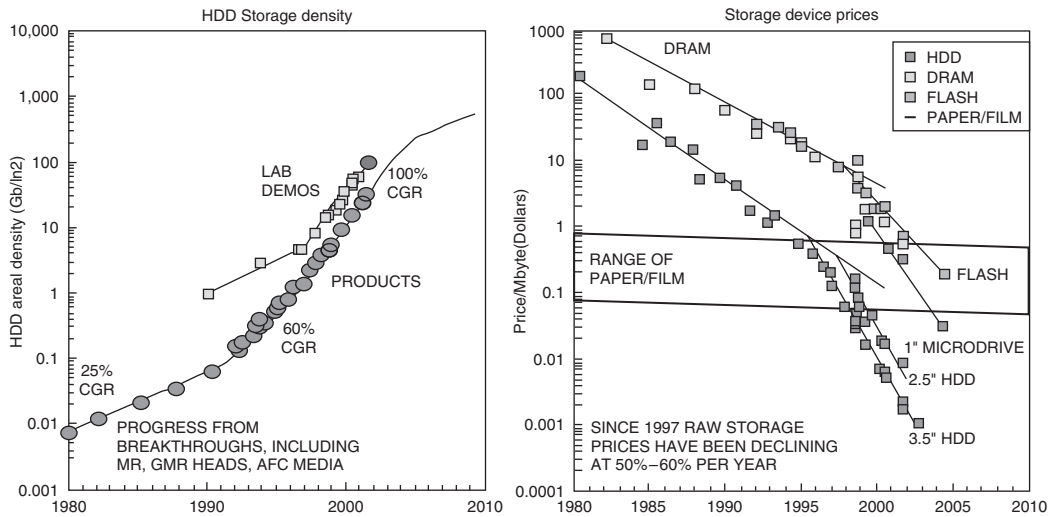 HDD Storage density
HDD areal density (Gb/In2)
10,000
1,000
100
10
1
0.1
0.01
0.001
1980
1990
2000
2010
LAB
DEMOS
100%
CGR
PRODUCTS
60%
CGR
25%
CGR
PROGRESS FROM
BREAKTHROUGHS, INCLUDING
MR, GMR HEADS, AFC MEDIA
Storage device prices
Price/Mbyte(Dollars)
1000
100
10
1
0.1
0.01
0.001
0.0001
1980
1985
1990
1995
2000
2005
2010
DRAM
HDD
DRAM
FLASH
PAPER/FILM
RANGE OF
PAPER/FILM
FLASH
1" MICRODRIVE
2.5" HDD
3.5" HDD
SINCE 1997 RAW STORAGE
PRICES HAVE BEEN DECLINING
AT 50%–60% PER YEAR